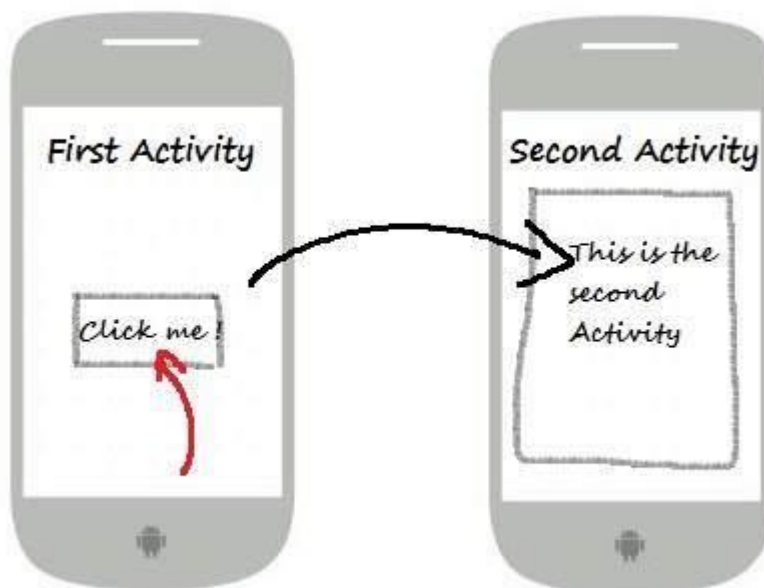 First Activity
Click me !
Second Activity
This is the
second
Activity